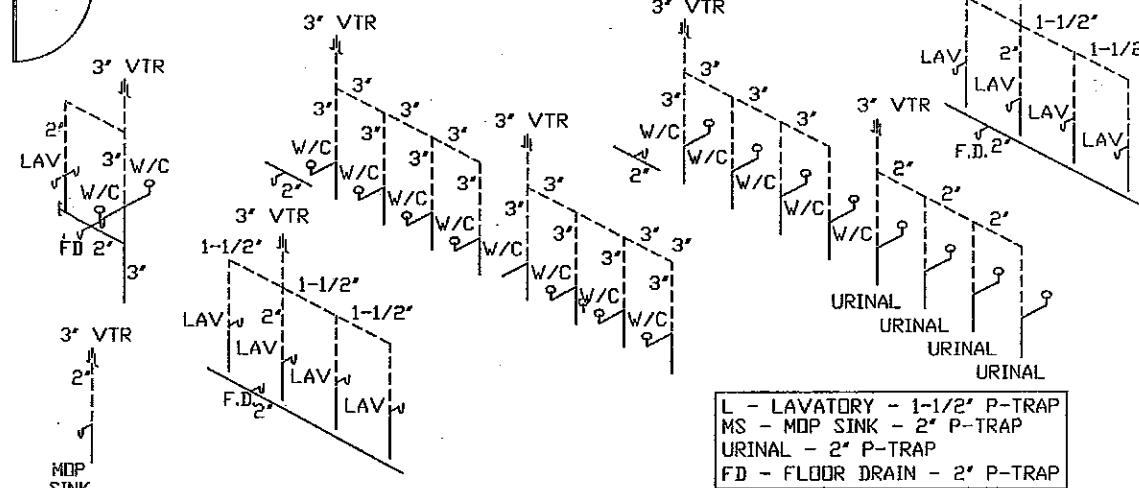 3" VTR
2"
LAV
3"
W/C
W/C
FD 2"
3"
3" VTR
2"
MOP
SINK
3" VTR
3"
3"
3"
3"
3"
3"
3"
W/C
W/C
W/C
W/C
2"
3" VTR
1-1/2"
1-1/2"
1-1/2"
2"
LAV
LAV
LAV
LAV
F.D.
2"
3" VTR
3"
3"
3"
3"
3"
3"
W/C
W/C
W/C
W/C
3" VTR
3"
3"
W/C
W/C
W/C
W/C
2"
3" VTR
2"
2"
2"
URINAL
URINAL
URINAL
URINAL
1-1/2"
1-1/2
2"
LAV
LAV
LAV
LAV
F.D. 2"
L - LAVATORY - 1-1/2" P-TRAP
MS - MOP SINK - 2" P-TRAP
URINAL - 2" P-TRAP
FD - FLOOR DRAIN - 2" P-TRAP